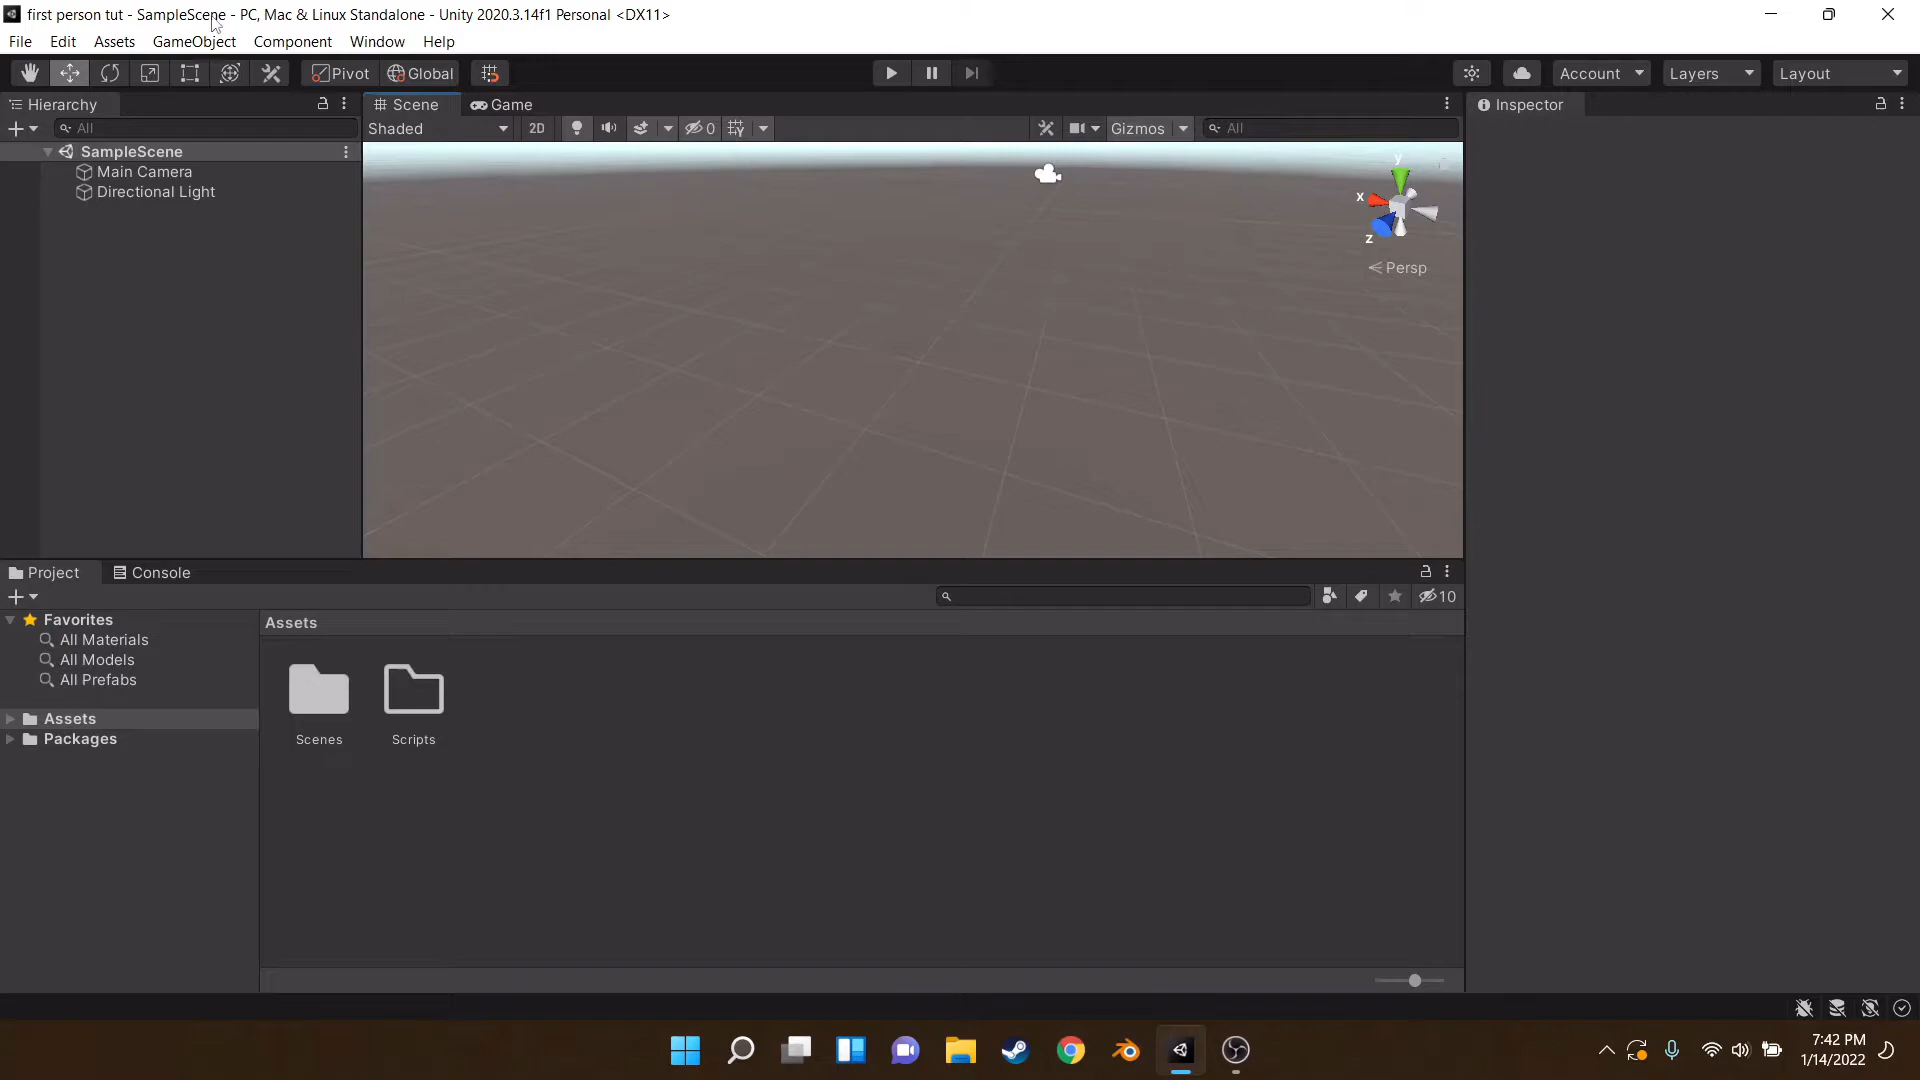 first person tut - SampleScene - PC, Mac & Linux Standalone - Unity 2020.3.14f1 Personal <DX11>
File Edit Assets GameObject Component Window Help
Pivot Global Account Layers Layout
Hierarchy Scene Game Inspector
All Shaded 2D 0 Gizmos All
SampleScene
Main Camera
Directional Light
y
x
z
Persp
Project Console
10
Favorites
All Materials
All Models
All Prefabs
Assets
Packages
Assets
Scenes Scripts
7:42 PM
1/14/2022